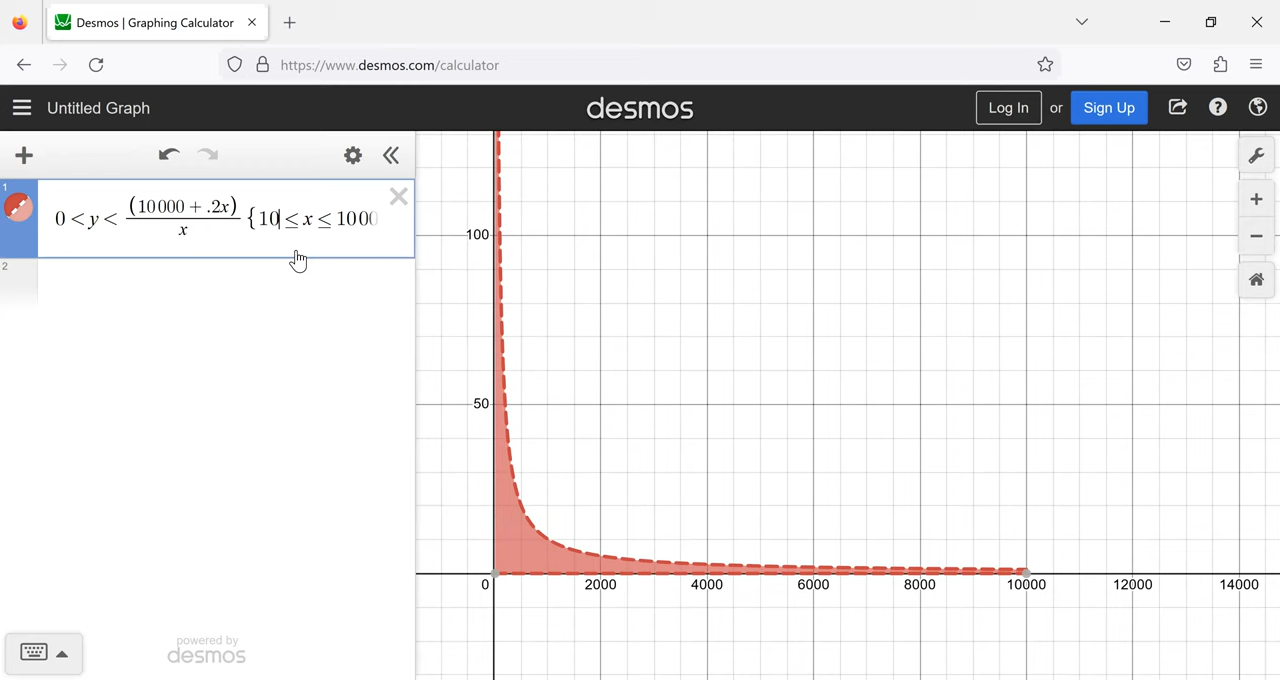 Desmos | Graphing Calculator
https://www.desmos.com/calculator
Untitled Graph
desmos
Log In or Sign Up
1
0 < y < (10000 + .2x) / x {10 ≤ x ≤ 1000
2
100
50
0 2000 4000 6000 8000 10000 12000 14000
powered by
desmos